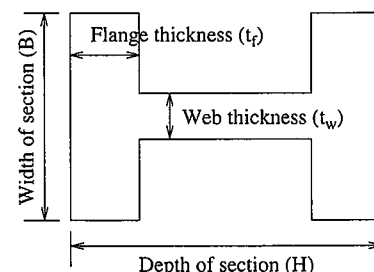 Flange thickness (t_f)
Web thickness (t_w)
Width of section (B)
Depth of section (H)